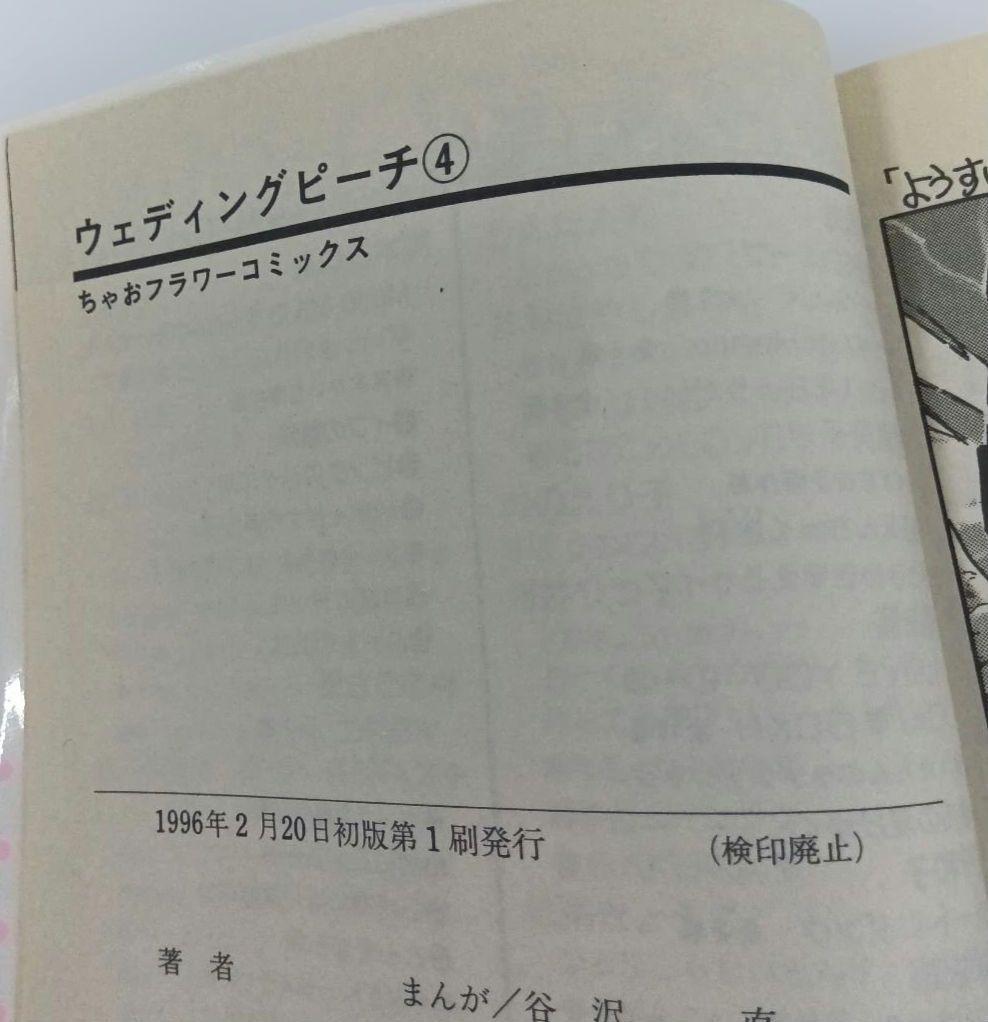 ウェディングピーチ④
ちゃおフラワーコミックス
「ようす
1996年2月20日初版第1刷発行 (検印廃止)
著者
まんが/谷沢 直